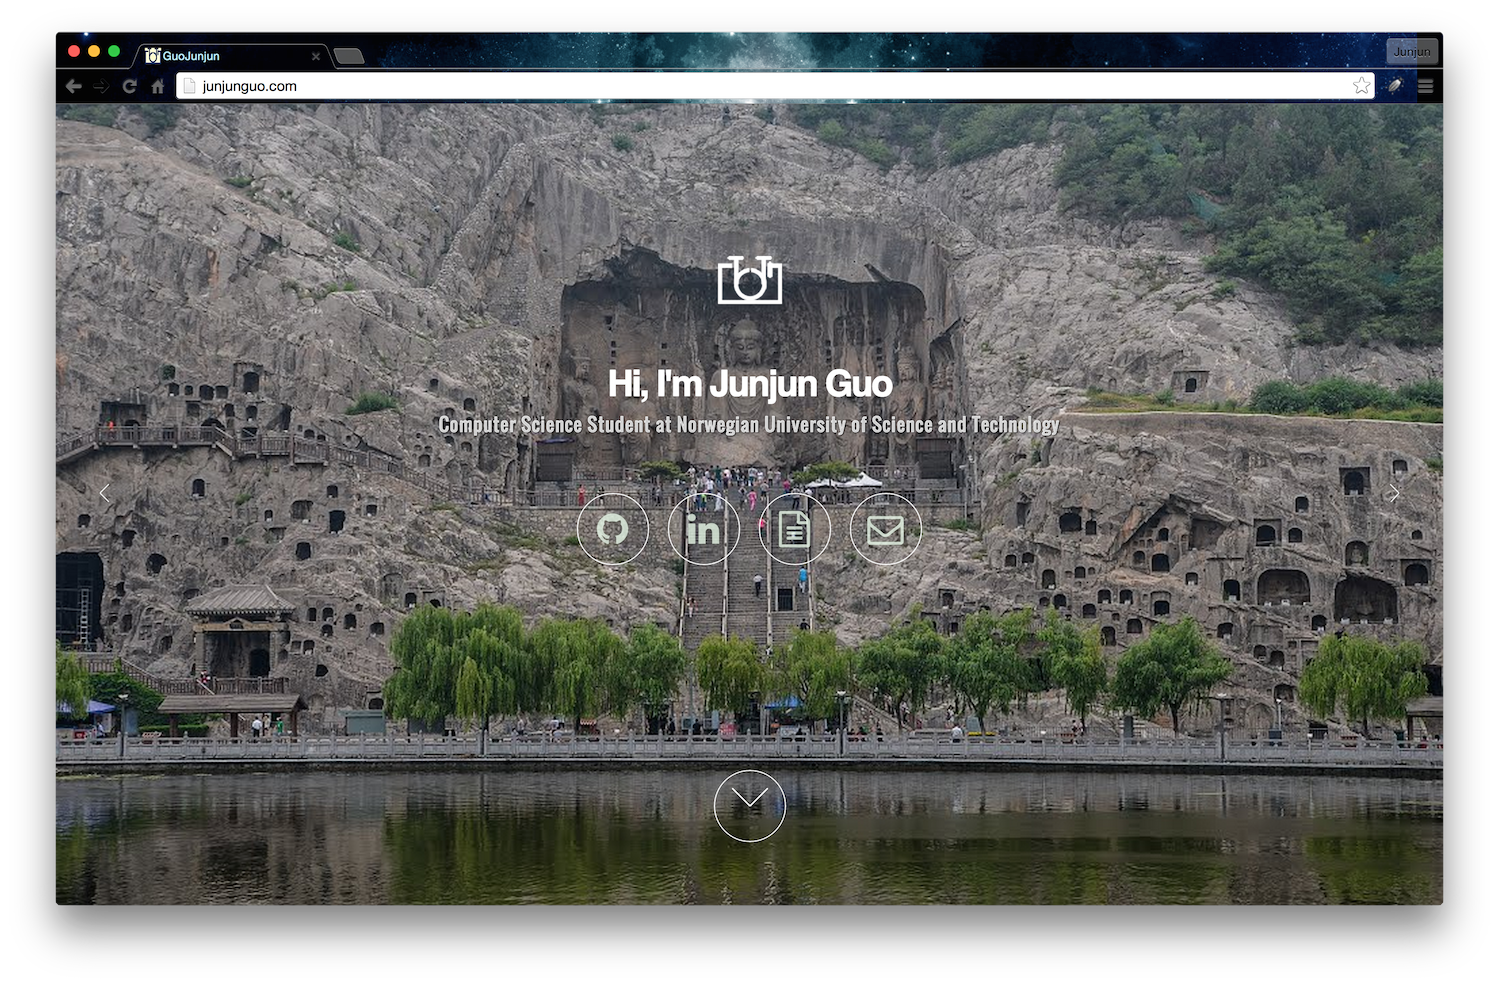 GuoJunjun
Junjun
junjunguo.com
Hi, I'm Junjun Guo
Computer Science Student at Norwegian University of Science and Technology
in